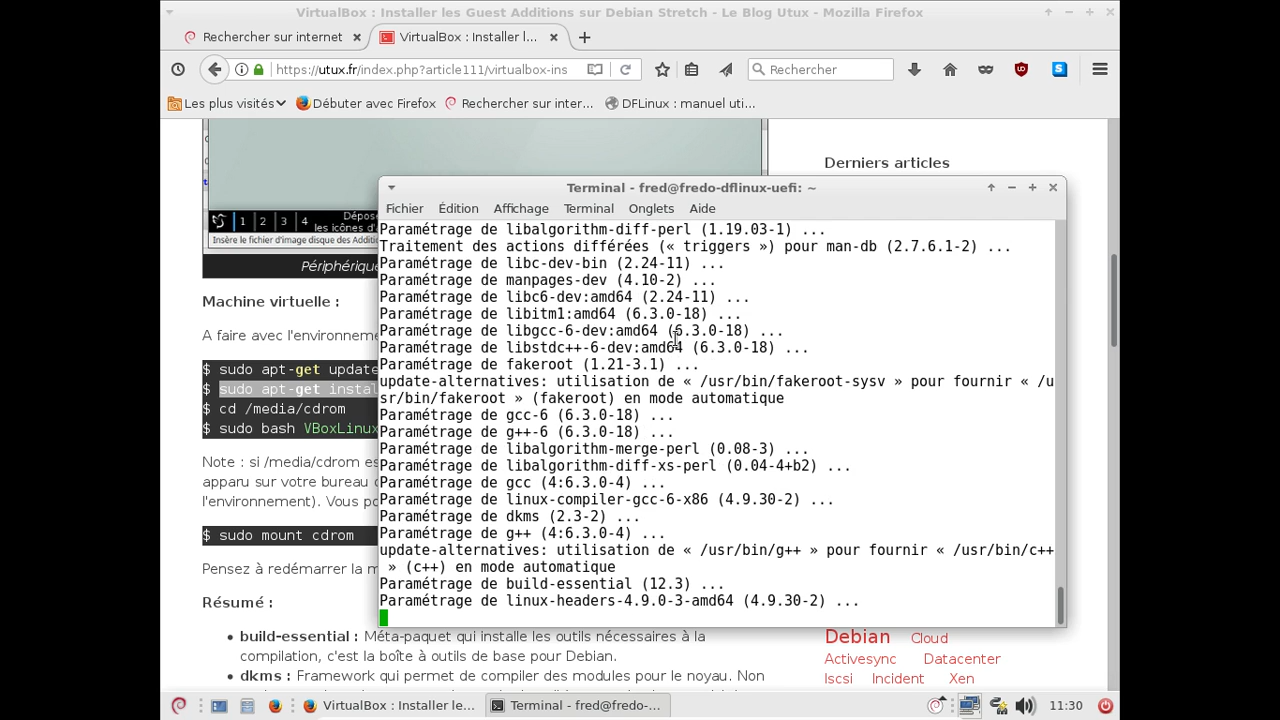 VirtualBox : Installer les Guest Additions sur Debian Stretch - Le Blog Utux - Mozilla Firefox
Rechercher sur internet
VirtualBox : Installer l...
https://utux.fr/index.php?article111/virtualbox-ins
Rechercher
Les plus visités
Débuter avec Firefox
Rechercher sur inter...
DFLinux : manuel uti...
1 2 3 4
Dépose
les icônes d'a
Insère le fichier d'image disque des Addition
Périphérique
Machine virtuelle :
A faire avec l'environneme
$ sudo apt-get update
$ sudo apt-get instal
$ cd /media/cdrom
$ sudo bash VBoxLinux
Note : si /media/cdrom es
apparu sur votre bureau d
l'environnement). Vous po
$ sudo mount cdrom
Pensez à redémarrer la m
Résumé :
• build-essential : Méta-paquet qui installe les outils nécessaires à la
compilation, c'est la boîte à outils de base pour Debian.
• dkms : Framework qui permet de compiler des modules pour le noyau. Non
Derniers articles
Debian Cloud
Activesync Datacenter
Iscsi Incident Xen
Terminal - fred@fredo-dflinux-uefi: ~
Fichier Édition Affichage Terminal Onglets Aide
Paramétrage de libalgorithm-diff-perl (1.19.03-1) ...
Traitement des actions différées (« triggers ») pour man-db (2.7.6.1-2) ...
Paramétrage de libc-dev-bin (2.24-11) ...
Paramétrage de manpages-dev (4.10-2) ...
Paramétrage de libc6-dev:amd64 (2.24-11) ...
Paramétrage de libitm1:amd64 (6.3.0-18) ...
Paramétrage de libgcc-6-dev:amd64 (6.3.0-18) ...
Paramétrage de libstdc++-6-dev:amd64 (6.3.0-18) ...
Paramétrage de fakeroot (1.21-3.1) ...
update-alternatives: utilisation de « /usr/bin/fakeroot-sysv » pour fournir « /u
sr/bin/fakeroot » (fakeroot) en mode automatique
Paramétrage de gcc-6 (6.3.0-18) ...
Paramétrage de g++-6 (6.3.0-18) ...
Paramétrage de libalgorithm-merge-perl (0.08-3) ...
Paramétrage de libalgorithm-diff-xs-perl (0.04-4+b2) ...
Paramétrage de gcc (4:6.3.0-4) ...
Paramétrage de linux-compiler-gcc-6-x86 (4.9.30-2) ...
Paramétrage de dkms (2.3-2) ...
Paramétrage de g++ (4:6.3.0-4) ...
update-alternatives: utilisation de « /usr/bin/g++ » pour fournir « /usr/bin/c++
» (c++) en mode automatique
Paramétrage de build-essential (12.3) ...
Paramétrage de linux-headers-4.9.0-3-amd64 (4.9.30-2) ...
VirtualBox : Installer le...
Terminal - fred@fredo-...
11:30